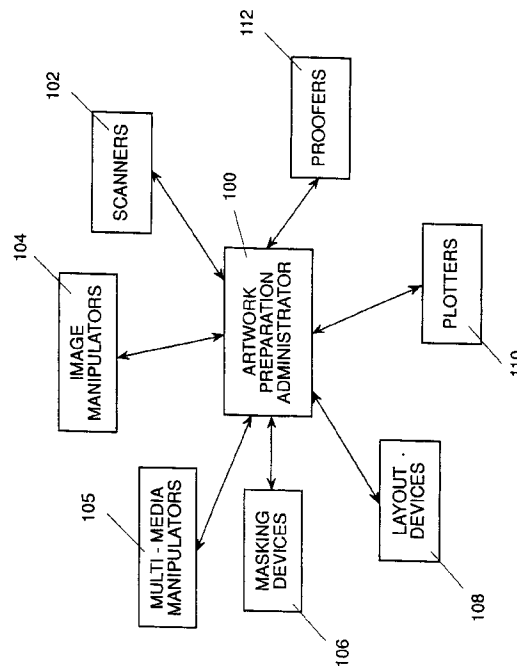 104
102
IMAGE
MANIPULATORS
105
SCANNERS
MULTI - MEDIA
MANIPULATORS
100
ARTWORK
PREPARATION
ADMINISTRATOR
MASKING
DEVICES
106
PROOFERS
112
LAYOUT
DEVICES
PLOTTERS
108
110